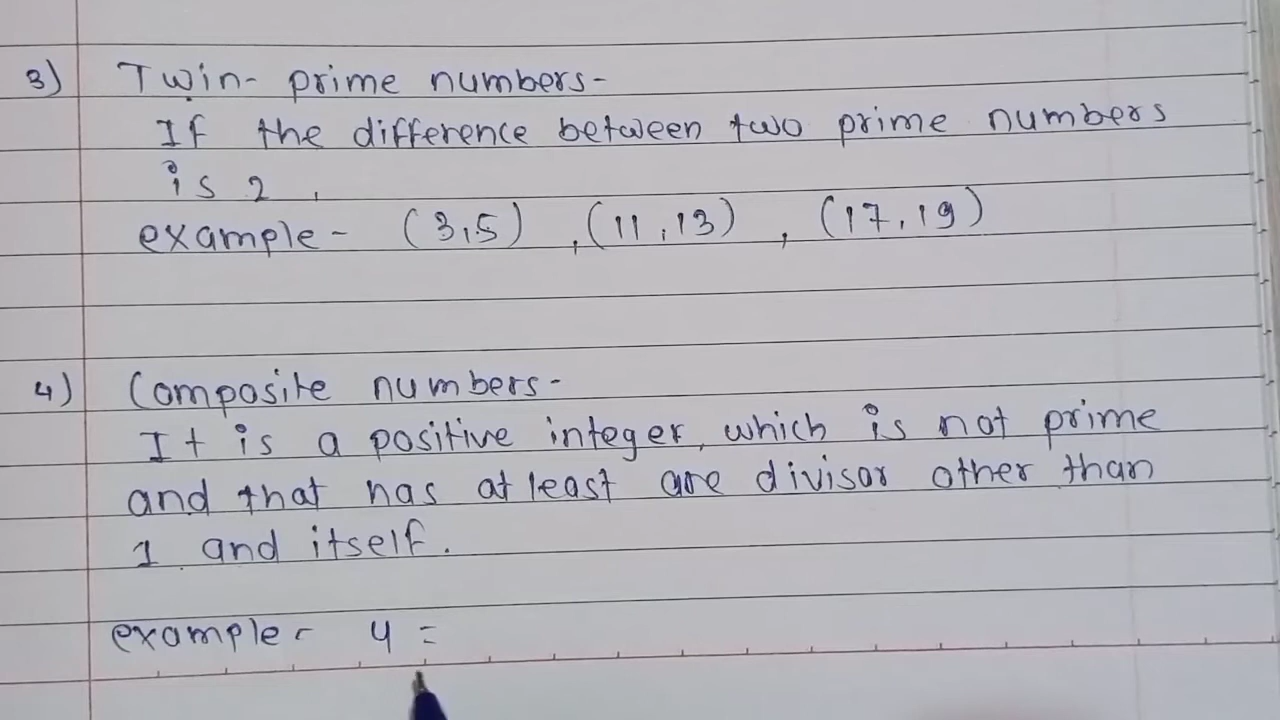 3) Twin- prime numbers-
If the difference between two prime numbers
is 2 ,
example- (3,5) , (11,13) , (17,19)
4) Composite numbers-
It is a positive integer, which is not prime
and that has at least one divisor other than
1 and itself.
example- 4 =